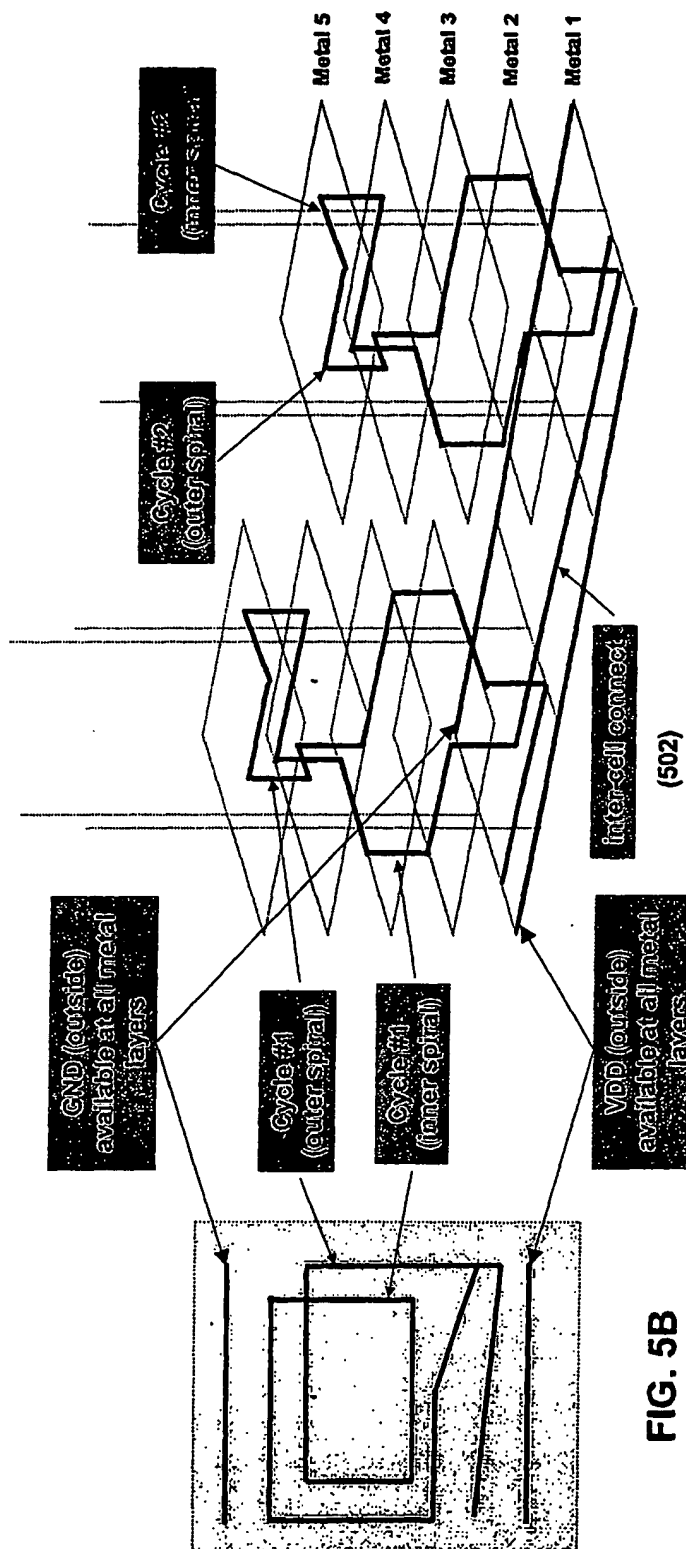 GND (outside)
available at all metal
layers
Cycle #1
(outer spiral)
Cycle #1
(inner spiral)
VDD (outside)
available at all metal
layers
Cycle #2
(outer spiral)
Cycle #2
(inner spiral)
inter-cell connect
(502)
Metal 5
Metal 4
Metal 3
Metal 2
Metal 1
FIG. 5B